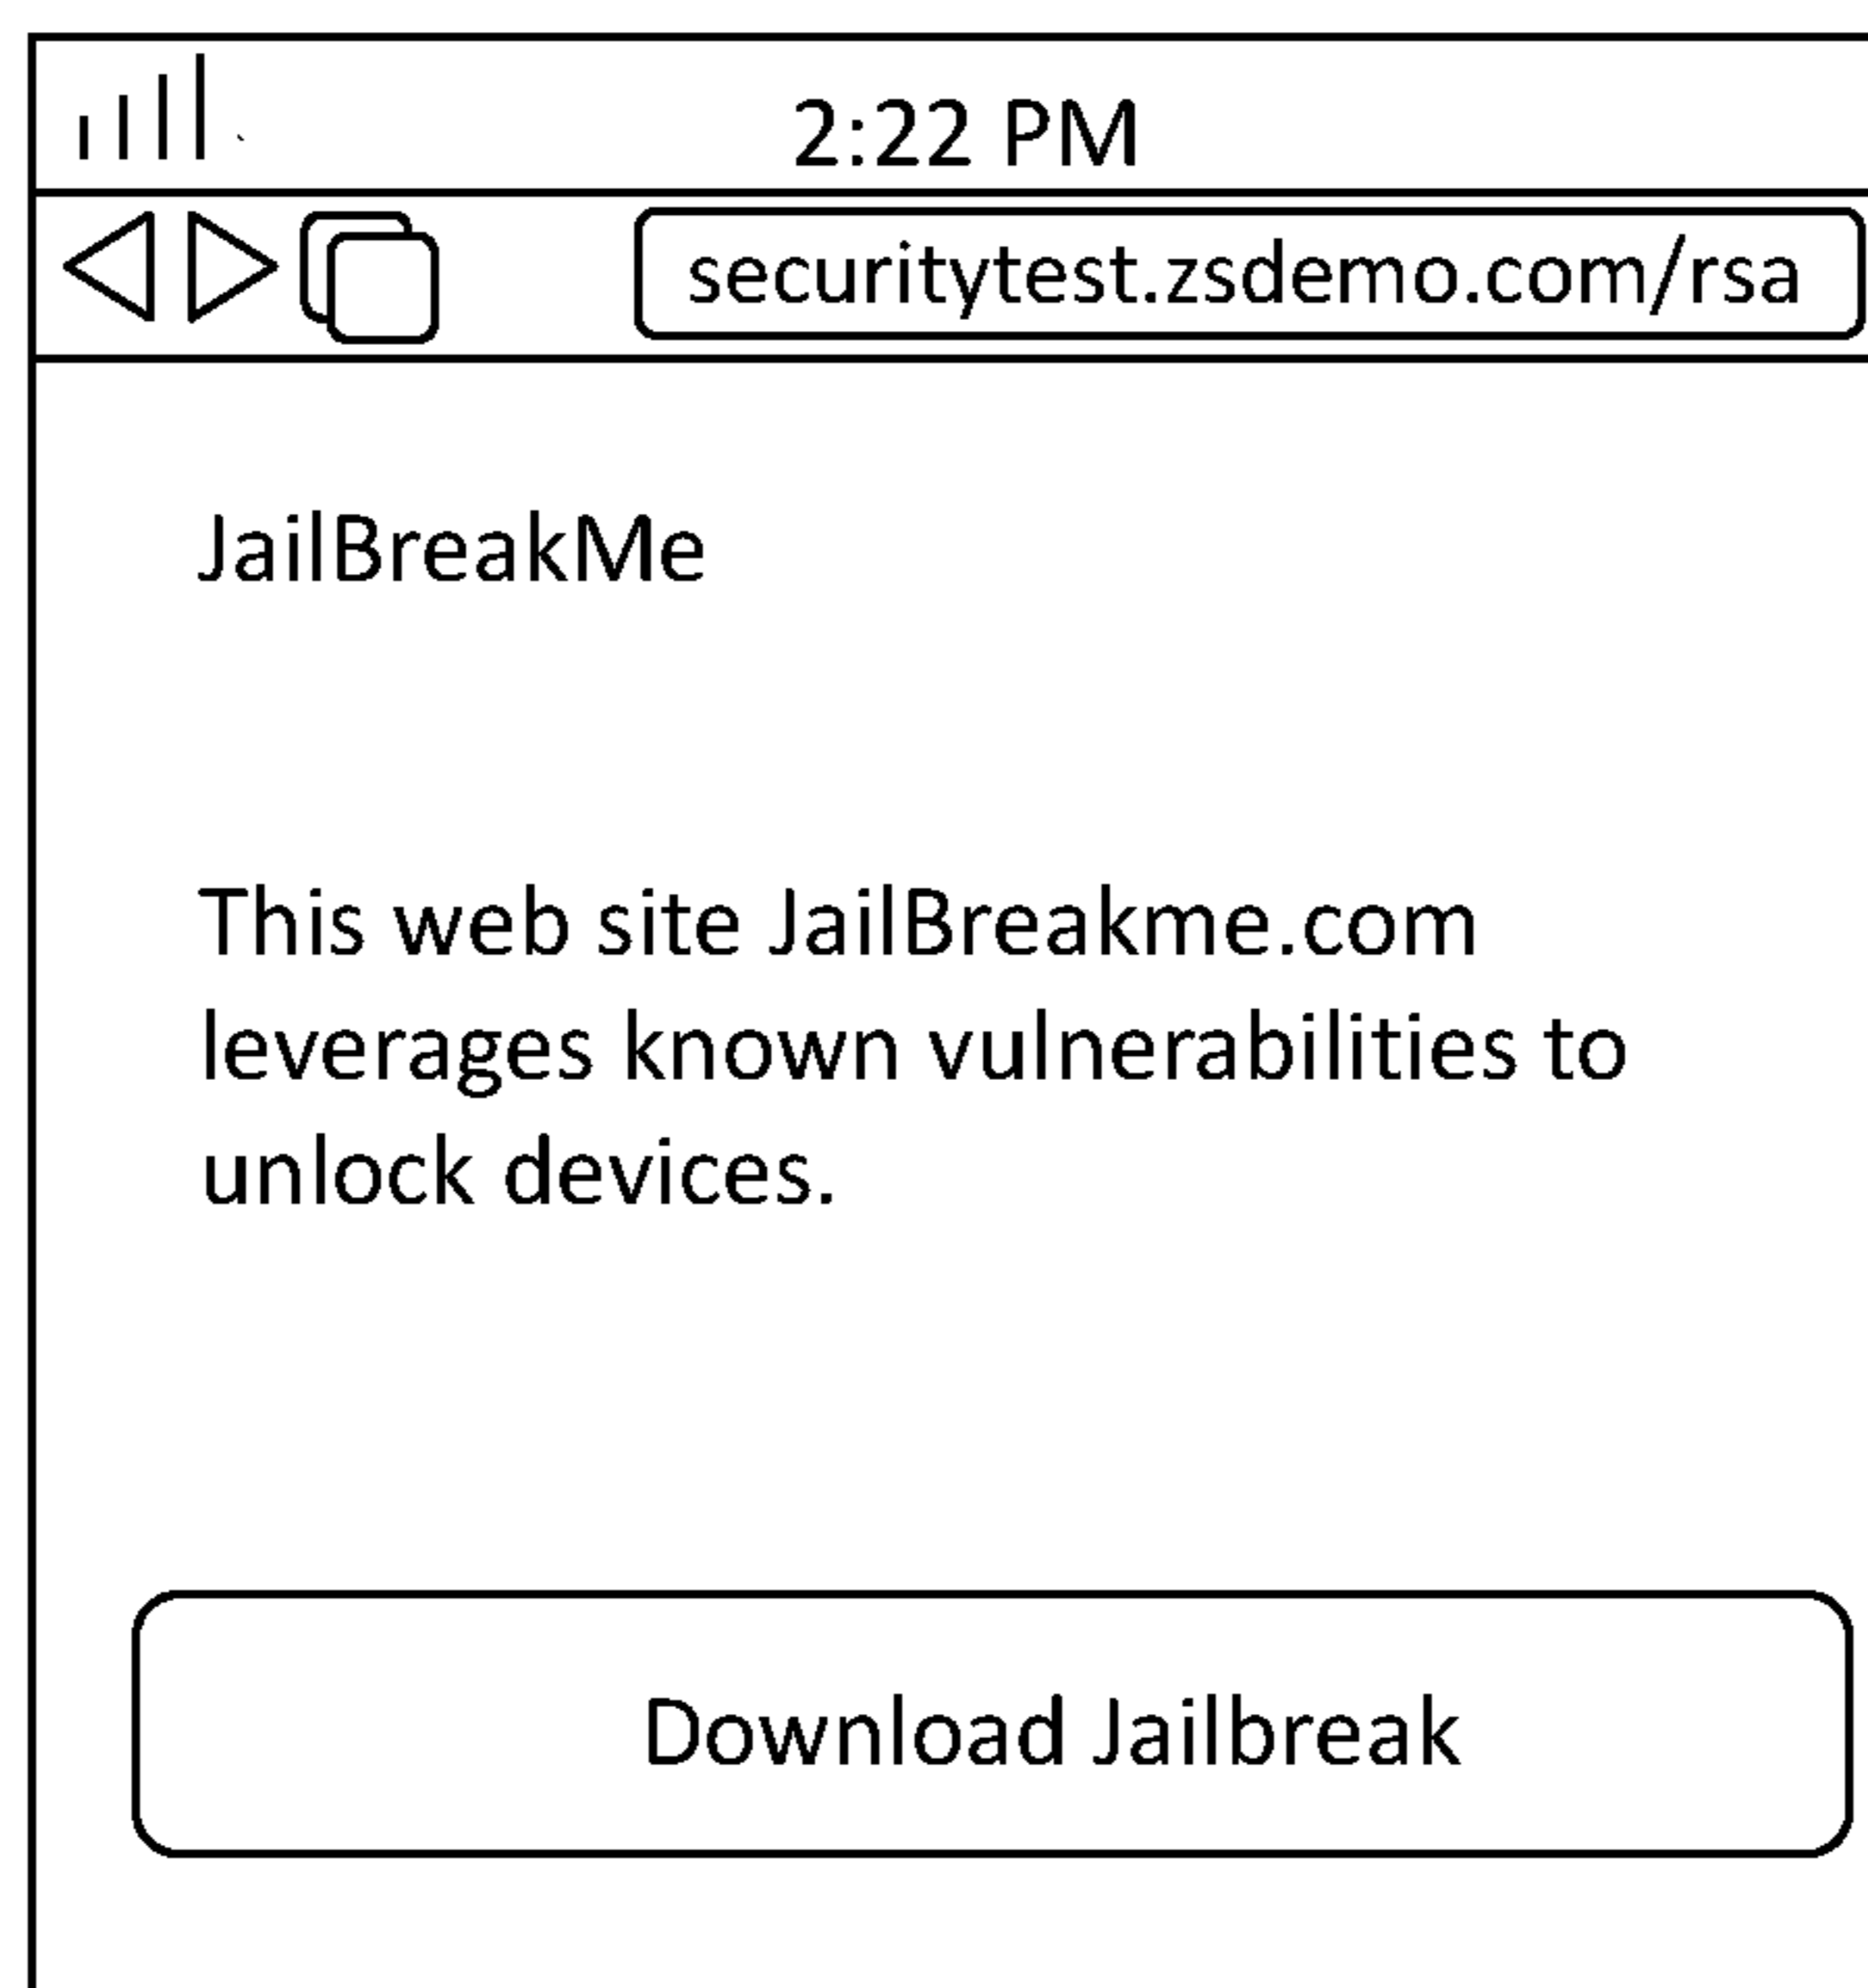 2:22 PM
securitytest.zsdemo.com/rsa
JailBreakMe
This web site JailBreakme.com
leverages known vulnerabilities to
unlock devices.
Download Jailbreak